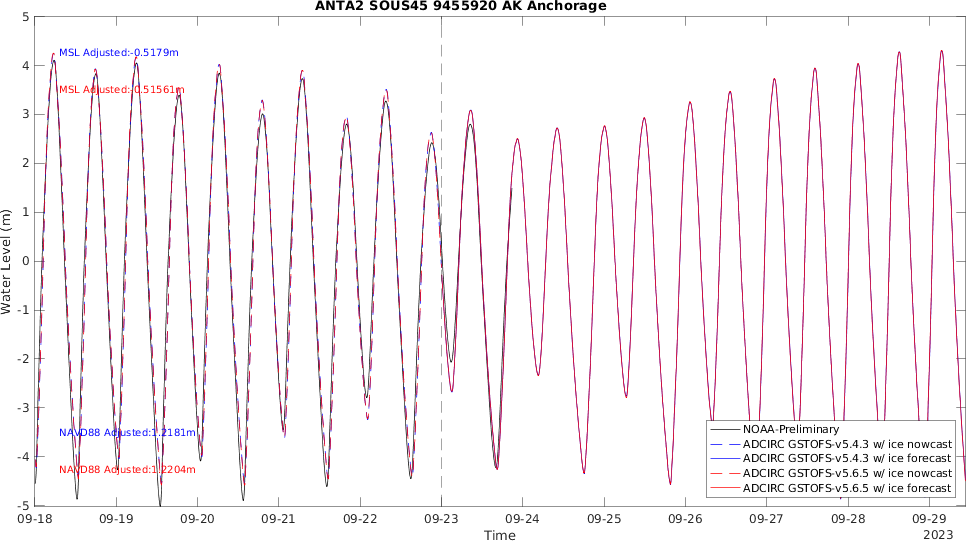 ANTA2 SOUS45 9455920 AK Anchorage
MSL Adjusted:-0.5179m
MSL Adjusted:-0.51561m
NAVD88 Adjusted:1.2181m
NAVD88 Adjusted:1.2204m
Water Level (m)
5
4
3
2
1
0
-1
-2
-3
-4
-5
09-18
09-19
09-20
09-21
09-22
09-23
09-24
09-25
09-26
09-27
09-28
09-29
2023
Time
NOAA-Preliminary
ADCIRC GSTOFS-v5.4.3 w/ ice nowcast
ADCIRC GSTOFS-v5.4.3 w/ ice forecast
ADCIRC GSTOFS-v5.6.5 w/ ice nowcast
ADCIRC GSTOFS-v5.6.5 w/ ice forecast